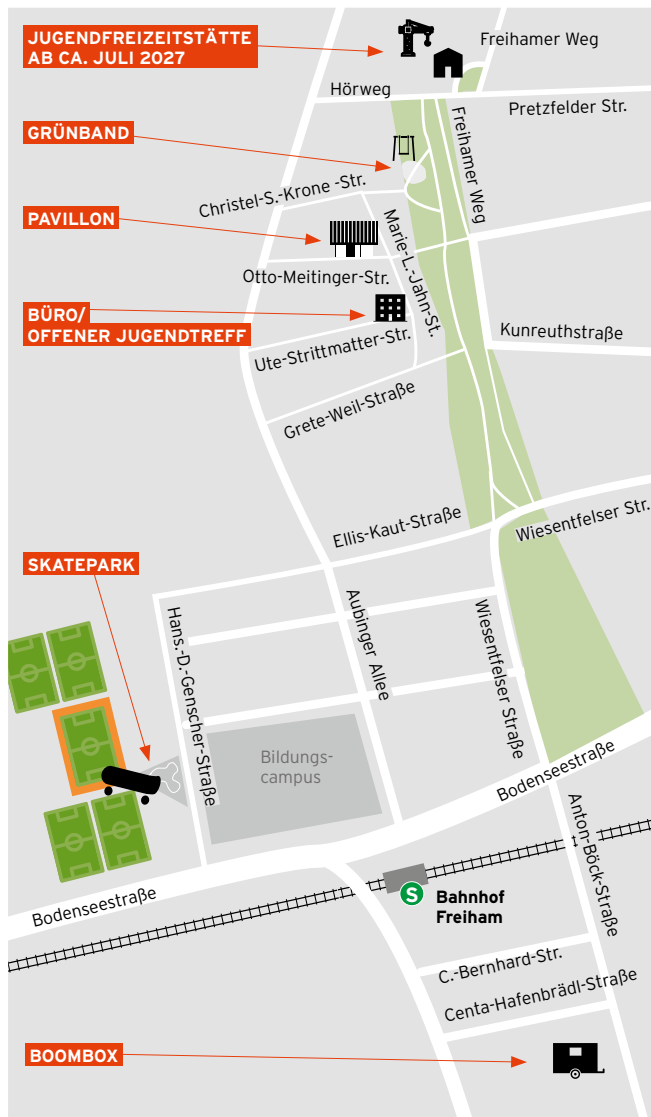 JUGENDFREIZEITSTÄTTE
AB CA. JULI 2027
Freihamer Weg
Hörweg
Pretzfelder Str.
GRÜNBAND
Freihamer Weg
Christel-S.-Krone -Str.
PAVILLON
Marie-L.-Jahn-St.
Otto-Meitinger-Str.
BÜRO/
OFFENER JUGENDTREFF
Ute-Strittmatter-Str.
Kunreuthstraße
Grete-Weil-Straße
Ellis-Kaut-Straße
Wiesentfelser Str.
SKATEPARK
Hans.-D.-Genscher-Straße
Aubinger Allee
Wiesentfelser Straße
Bildungs-
campus
Bodenseestraße
Anton-Böck-Straße
Bodenseestraße
S
Bahnhof
Freiham
C.-Bernhard-Str.
Centa-Hafenbrädl-Straße
BOOMBOX